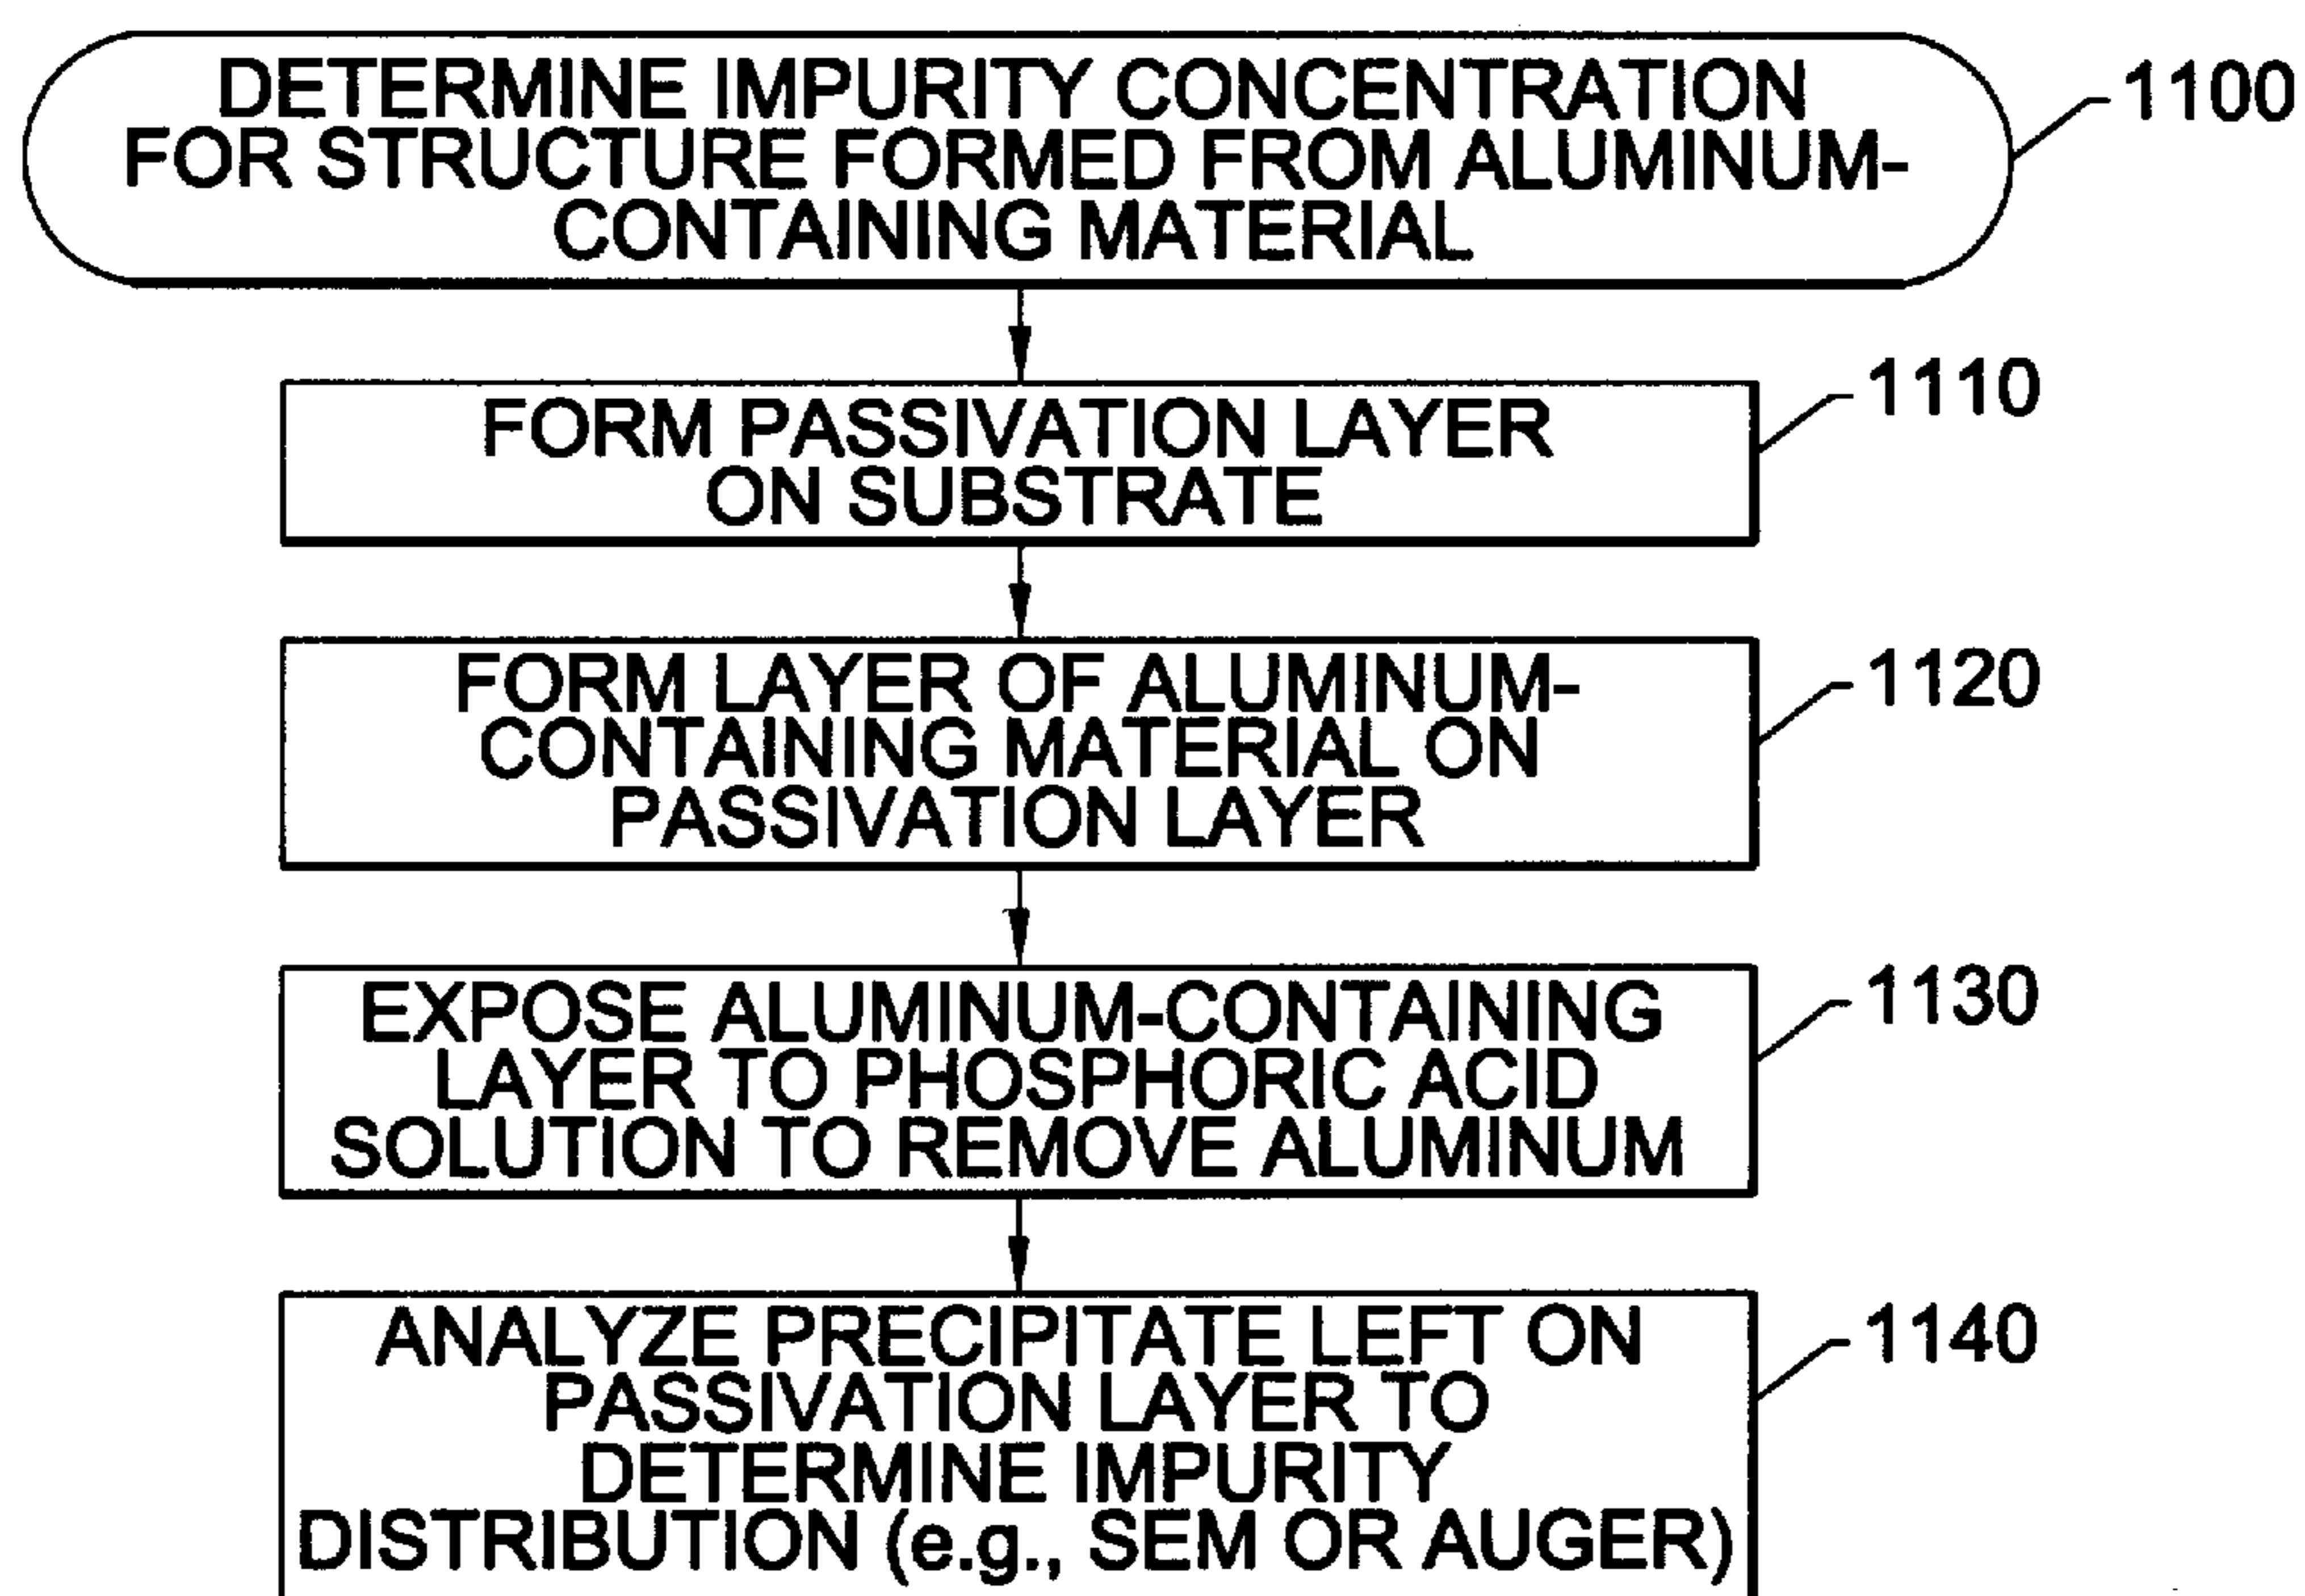 DETERMINE IMPURITY CONCENTRATION
FOR STRUCTURE FORMED FROM ALUMINUM-
CONTAINING MATERIAL
1100
FORM PASSIVATION LAYER
ON SUBSTRATE
1110
FORM LAYER OF ALUMINUM-
CONTAINING MATERIAL ON
PASSIVATION LAYER
1120
EXPOSE ALUMINUM-CONTAINING
LAYER TO PHOSPHORIC ACID
SOLUTION TO REMOVE ALUMINUM
1130
ANALYZE PRECIPITATE LEFT ON
PASSIVATION LAYER TO
DETERMINE IMPURITY
DISTRIBUTION (e.g., SEM OR AUGER)
1140